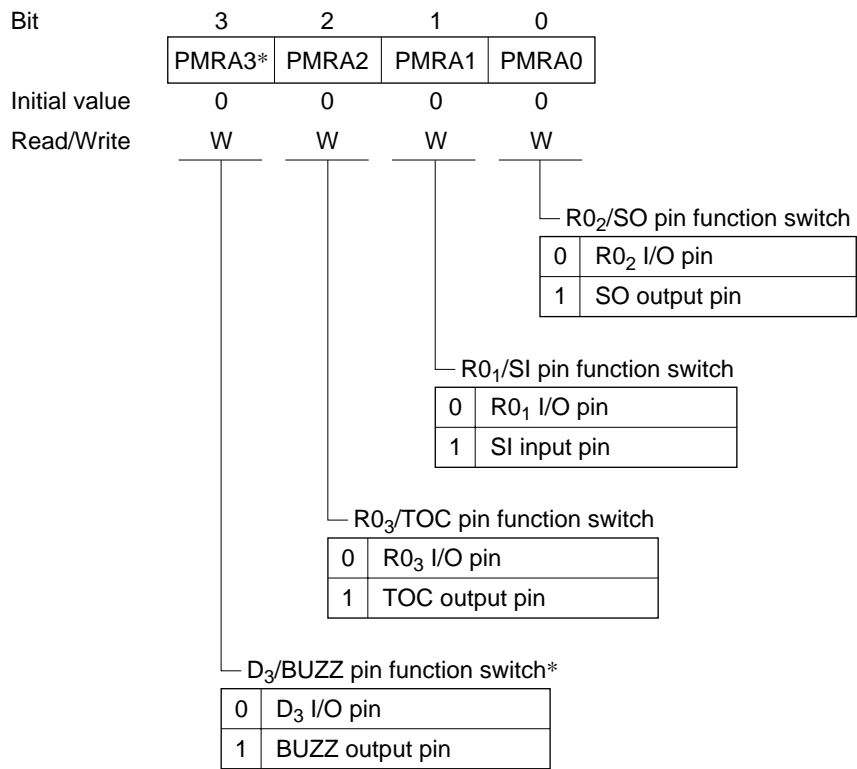 Bit 3 2 1 0
PMRA3* PMRA2 PMRA1 PMRA0
Initial value 0 0 0 0
Read/Write W W W W
R0₂/SO pin function switch
0 R0₂ I/O pin
1 SO output pin
R0₁/SI pin function switch
0 R0₁ I/O pin
1 SI input pin
R0₃/TOC pin function switch
0 R0₃ I/O pin
1 TOC output pin
D₃/BUZZ pin function switch*
0 D₃ I/O pin
1 BUZZ output pin